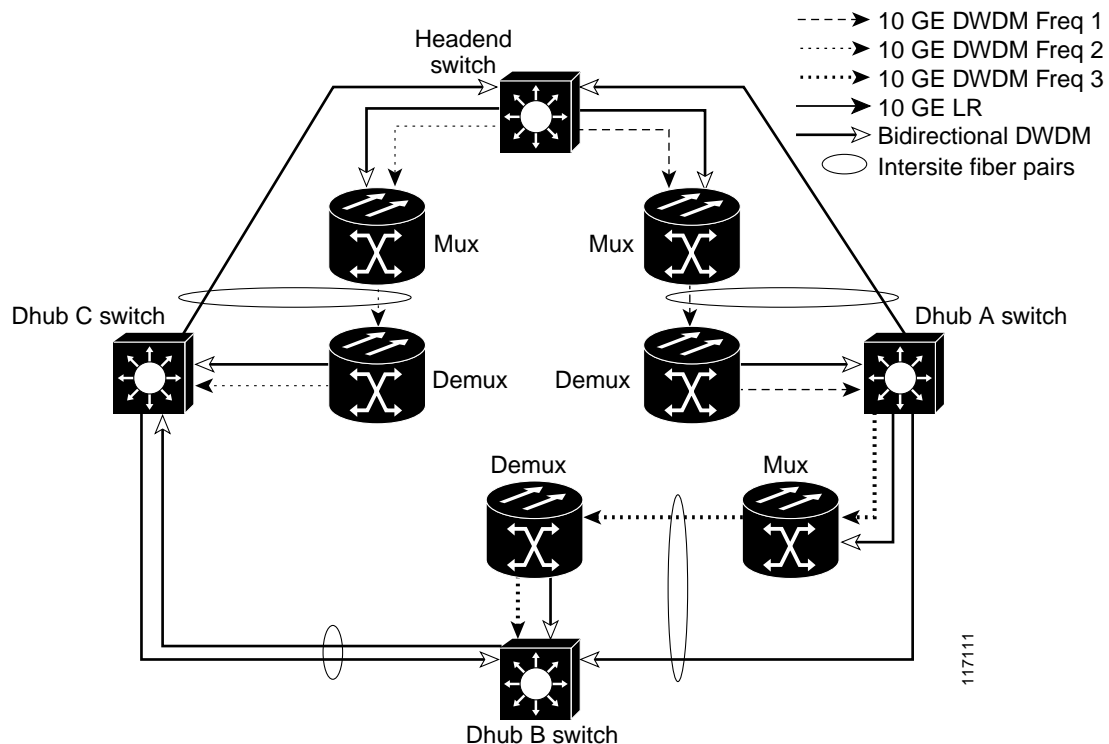 Headend
switch
10 GE DWDM Freq 1
10 GE DWDM Freq 2
10 GE DWDM Freq 3
10 GE LR
Bidirectional DWDM
Intersite fiber pairs
Mux
Mux
Dhub C switch
Dhub A switch
Demux
Demux
Demux
Mux
117111
Dhub B switch